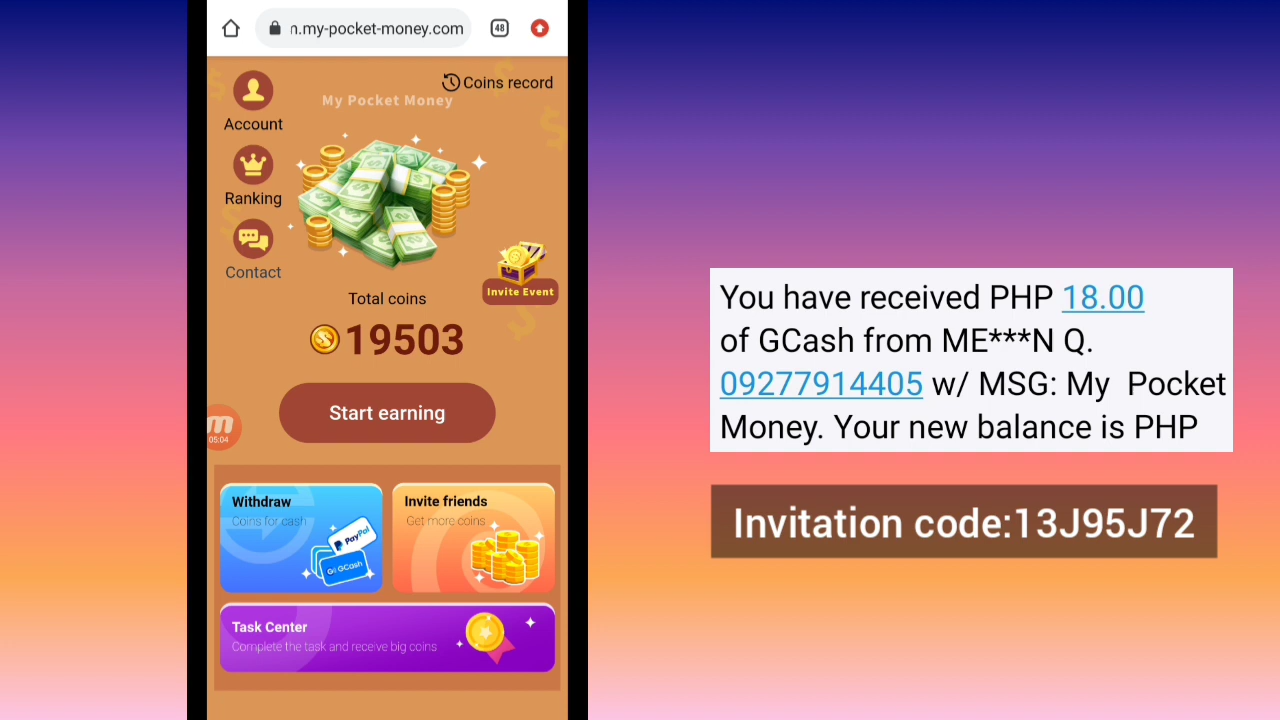 n.my-pocket-money.com
48
Coins record
My Pocket Money
Account
Ranking
Contact
Invite Event
Total coins
19503
Start earning
m
05:04
Withdraw
Coins for cash
PayPal
GCash
Invite friends
Get more coins
Task Center
Complete the task and receive big coins
You have received PHP 18.00
of GCash from ME***N Q.
09277914405 w/ MSG: My Pocket
Money. Your new balance is PHP
Invitation code:13J95J72